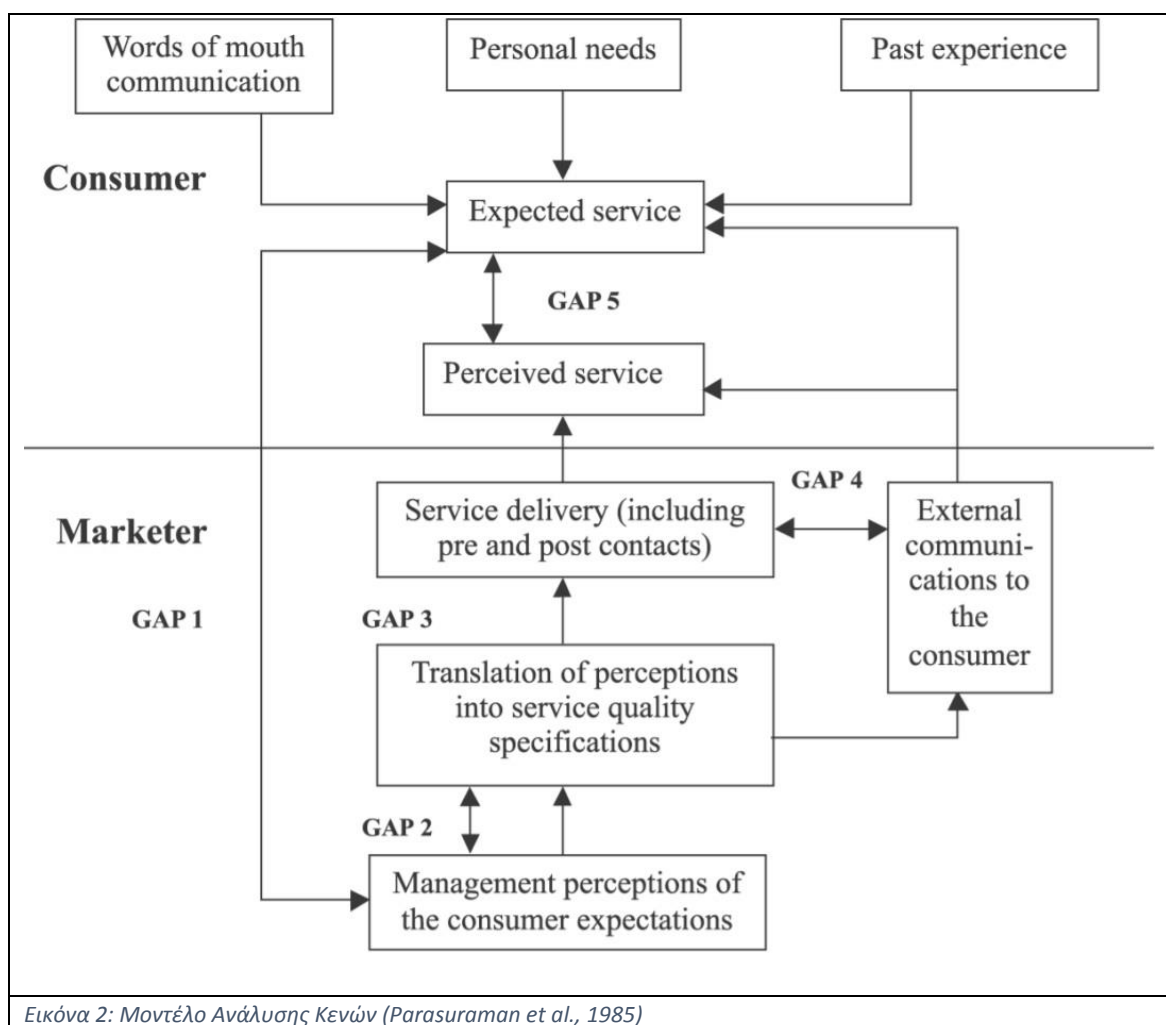 Words of mouth
communication
Personal needs
Past experience
Consumer
Expected service
GAP 5
Perceived service
GAP 4
Marketer
Service delivery (including
pre and post contacts)
External
communi-
cations to
the
consumer
GAP 1
GAP 3
Translation of perceptions
into service quality
specifications
GAP 2
Management perceptions of
the consumer expectations
Εικόνα 2: Μοντέλο Ανάλυσης Κενών (Parasuraman et al., 1985)